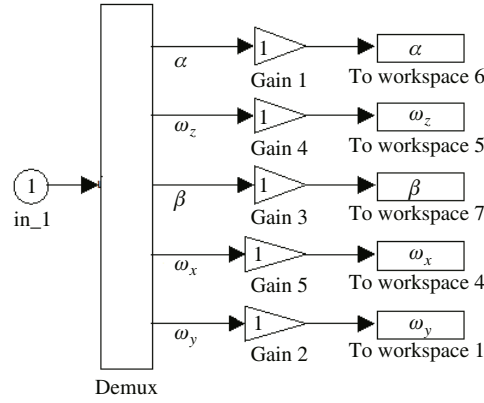 α 1 α
Gain 1 To workspace 6
ω_z 1 ω_z
Gain 4 To workspace 5
1 β 1 β
in_1 Gain 3 To workspace 7
ω_x 1 ω_x
Gain 5 To workspace 4
ω_y 1 ω_y
Gain 2 To workspace 1
Demux